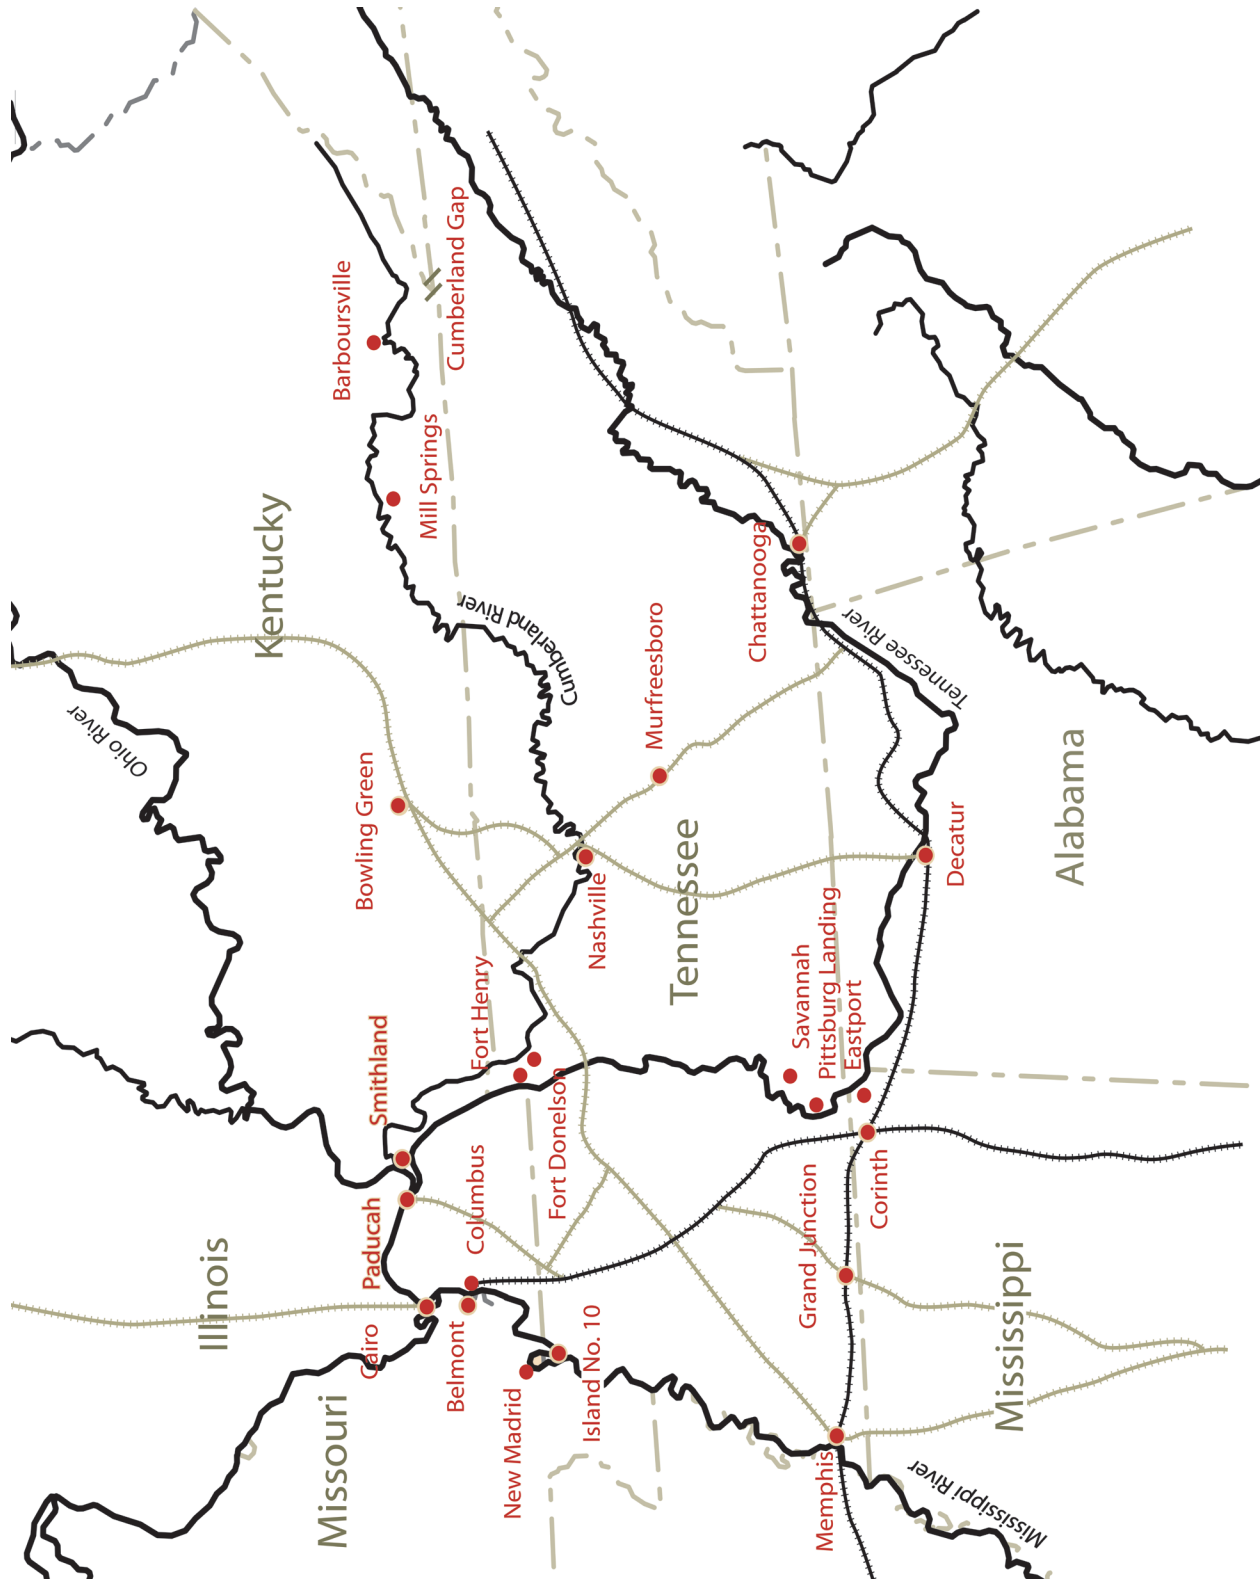 Missouri
Illinois
Kentucky
Ohio River
Cairo
Paducah
Smithland
Bowling Green
Mill Springs
Barboursville
Cumberland Gap
Belmont
Columbus
Fort Henry
Cumberland River
New Madrid
Island No. 10
Fort Donelson
Nashville
Murfreesboro
Tennessee
Chattanooga
Memphis
Grand Junction
Savannah
Pittsburg Landing
Eastport
Corinth
Decatur
Tennessee River
Mississippi River
Mississippi
Alabama